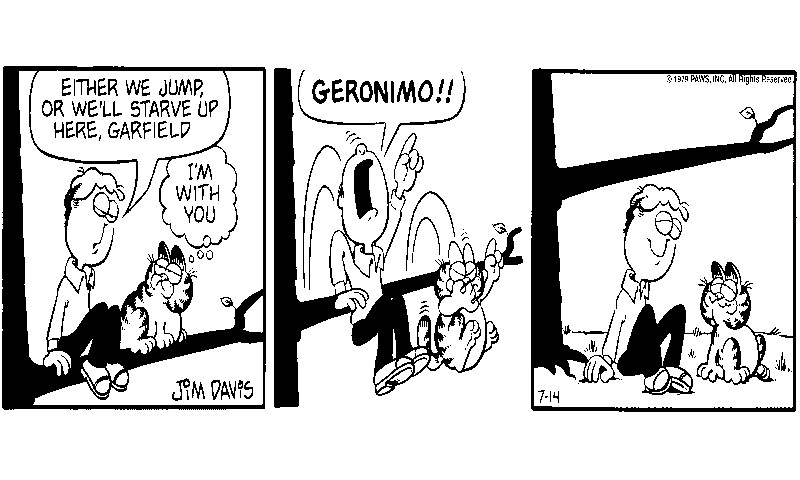 EITHER WE JUMP,
OR WE'LL STARVE UP
HERE, GARFIELD
I'M
WITH
YOU
JIM DAVIS
GERONIMO!!
© 1979 PAWS, INC. All Rights Reserved.
7-14